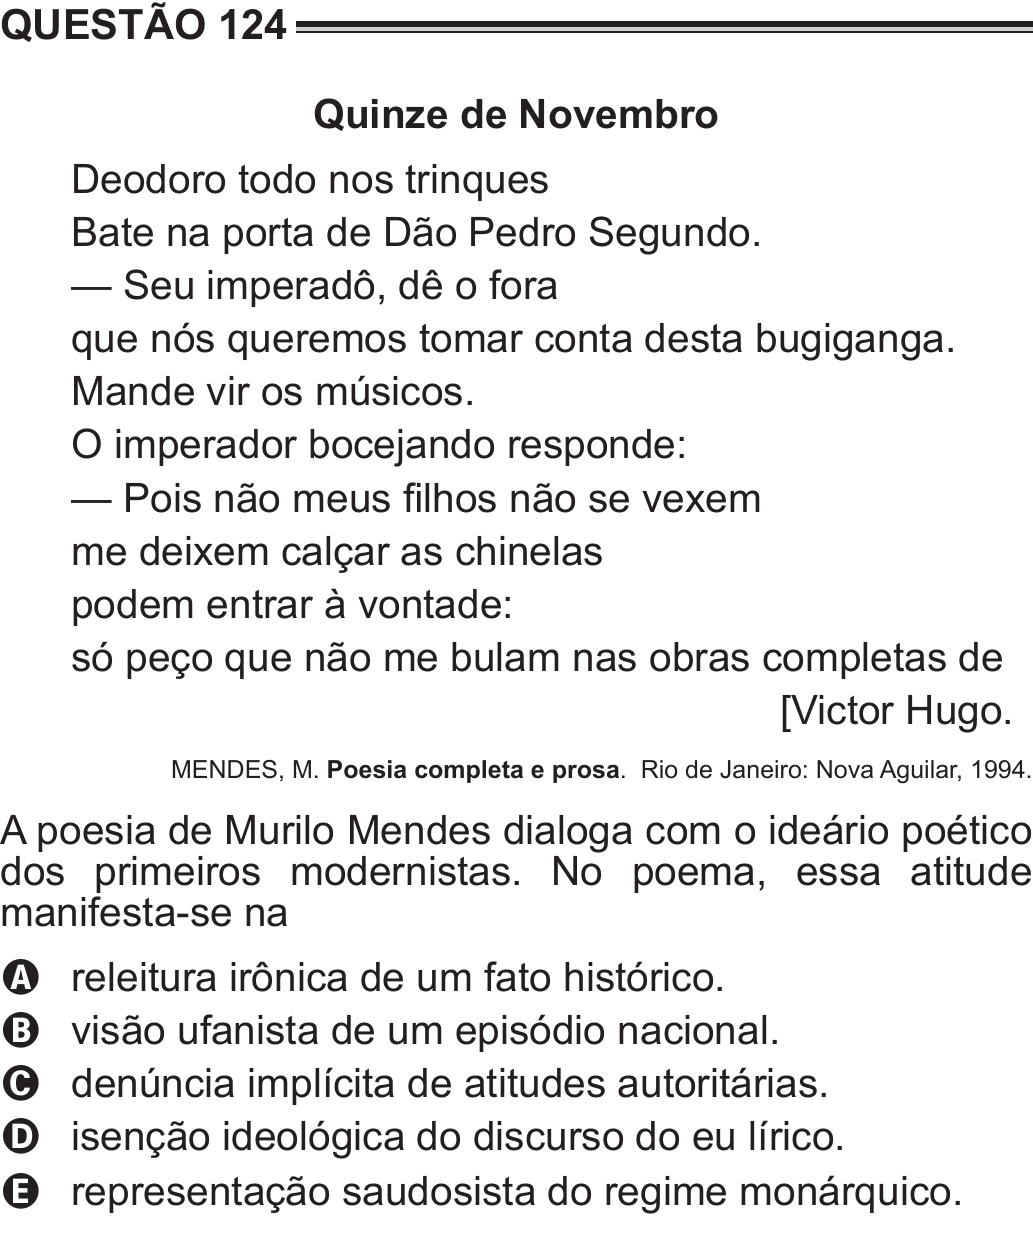 QUESTÃO 124
Quinze de Novembro
Deodoro todo nos trinques
Bate na porta de Dão Pedro Segundo.
— Seu imperadô, dê o fora
que nós queremos tomar conta desta bugiganga.
Mande vir os músicos.
O imperador bocejando responde:
— Pois não meus filhos não se vexem
me deixem calçar as chinelas
podem entrar à vontade:
só peço que não me bulam nas obras completas de
[Victor Hugo.
MENDES, M. Poesia completa e prosa. Rio de Janeiro: Nova Aguilar, 1994.
A poesia de Murilo Mendes dialoga com o ideário poético
dos primeiros modernistas. No poema, essa atitude
manifesta-se na
A releitura irônica de um fato histórico.
B visão ufanista de um episódio nacional.
C denúncia implícita de atitudes autoritárias.
D isenção ideológica do discurso do eu lírico.
E representação saudosista do regime monárquico.